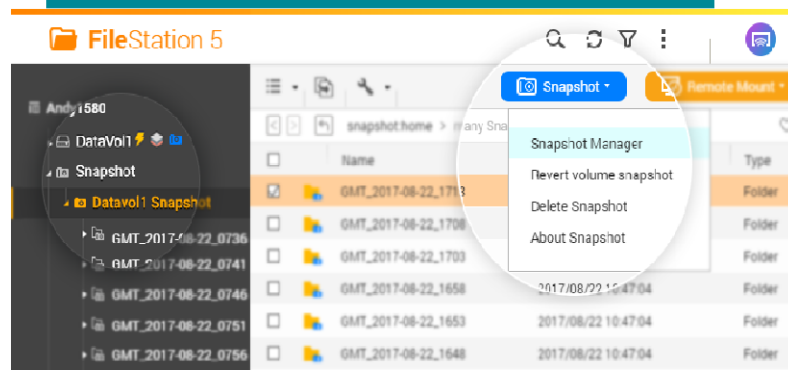 FileStation 5
Snapshot
Remote Mount
Andy1580
snapshot:home > many Sna
DataVol1
Snapshot Manager
Name
Type
Snapshot
Revert volume snapshot
Datavol1 Snapshot
GMT_2017-08-22_1713
Folder
Delete Snapshot
GMT_2017-08-22_0736
GMT_2017-08-22_1708
Folder
About Snapshot
GMT_2017-08-22_0741
GMT_2017-08-22_1703
Folder
GMT_2017-08-22_0746
GMT_2017-08-22_1658
2017/08/22 10:47:04
Folder
GMT_2017-08-22_0751
GMT_2017-08-22_1653
2017/08/22 10:47:04
Folder
GMT_2017-08-22_0756
GMT_2017-08-22_1648
2017/08/22 10:47:04
Folder